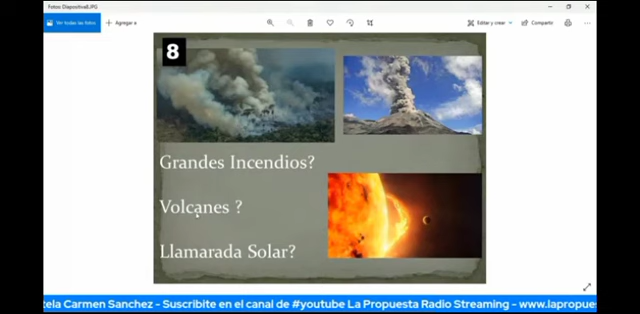 Fotos Diapositiva8.JPG
Ver todas las fotos
Agregar a
Editar y crear
Compartir
8
Grandes Incendios?
Volcanes ?
Llamarada Solar?
tela Carmen Sanchez - Suscribite en el canal de #youtube La Propuesta Radio Streaming - www.lapropues